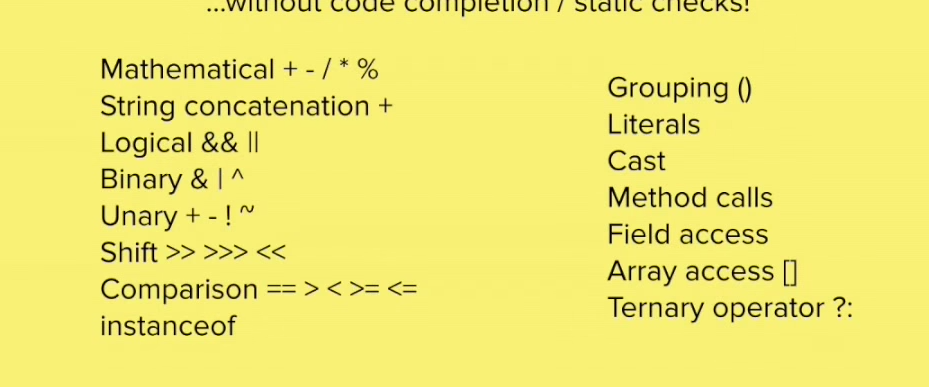 ...without code completion / static checks!
Mathematical + - / * %
String concatenation +
Logical && ||
Binary & | ^
Unary + - ! ~
Shift >> >>> <<
Comparison == > < >= <=
instanceof
Grouping ()
Literals
Cast
Method calls
Field access
Array access []
Ternary operator ?: